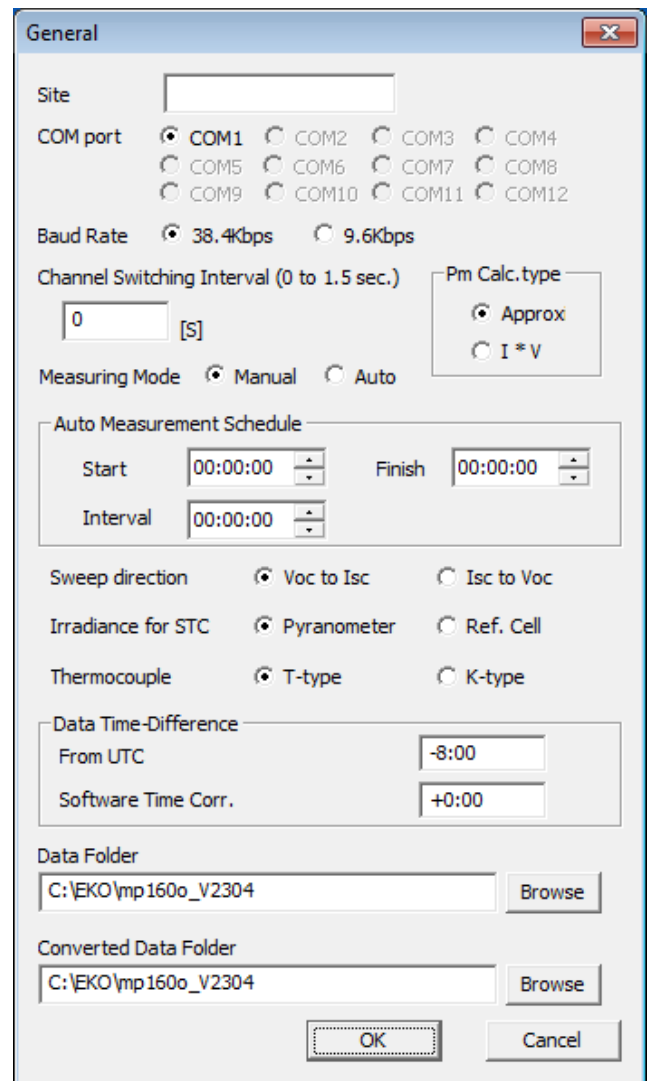 General
Site
COM port COM1 COM2 COM3 COM4
COM5 COM6 COM7 COM8
COM9 COM10 COM11 COM12
Baud Rate 38.4Kbps 9.6Kbps
Channel Switching Interval (0 to 1.5 sec.)
0 [S]
Pm Calc.type
Approxi
I * V
Measuring Mode Manual Auto
Auto Measurement Schedule
Start 00:00:00 Finish 00:00:00
Interval 00:00:00
Sweep direction Voc to Isc Isc to Voc
Irradiance for STC Pyranometer Ref. Cell
Thermocouple T-type K-type
Data Time-Difference
From UTC -8:00
Software Time Corr. +0:00
Data Folder
C:\EKO\mp160o_V2304 Browse
Converted Data Folder
C:\EKO\mp160o_V2304 Browse
OK Cancel